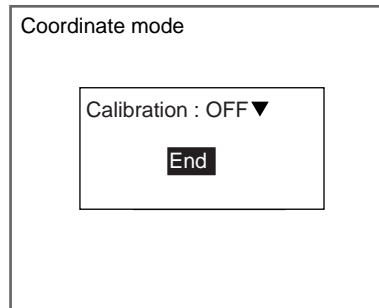 Coordinate mode
Calibration : OFF▼
End